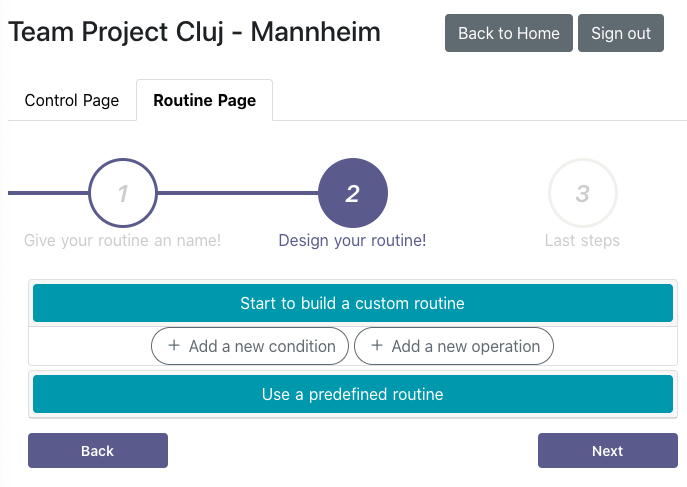 Team Project Cluj - Mannheim
Back to Home
Sign out
Control Page
Routine Page
1
2
3
Give your routine an name!
Design your routine!
Last steps
Start to build a custom routine
+ Add a new condition
+ Add a new operation
Use a predefined routine
Back
Next